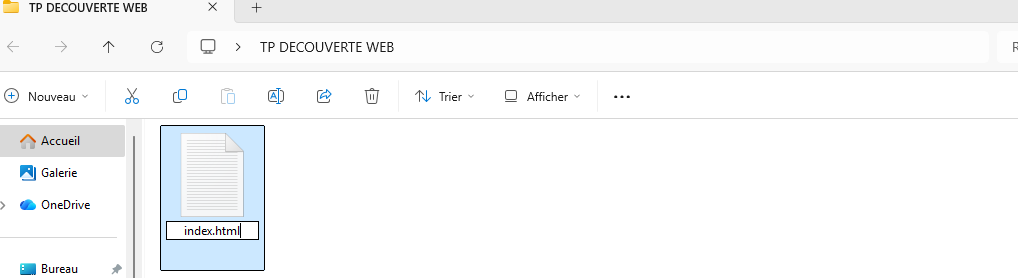 TP DECOUVERTE WEB
TP DECOUVERTE WEB
R
Nouveau
Trier
Afficher
Accueil
Galerie
OneDrive
Bureau
index.html